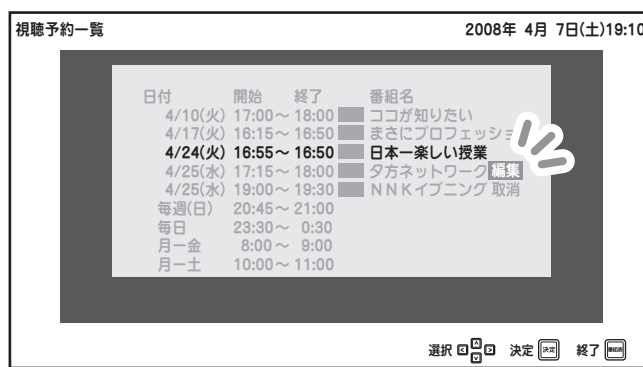 視聴予約一覧
2008年 4月 7日(土)19:10
日付 開始 終了 番組名
4/10(火) 17:00～ 18:00 ココが知りたい
4/17(火) 16:15～ 16:50 まさにプロフェッショ
4/24(火) 16:55～ 16:50 日本一楽しい授業
4/25(水) 17:15～ 18:00 夕方ネットワーク 編集
4/25(水) 19:00～ 19:30 NNKイブニング 取消
毎週(日) 20:45～ 21:00
毎日 23:30～ 0:30
月ー金 8:00～ 9:00
月ー土 10:00～ 11:00
選択 決定 決定 終了